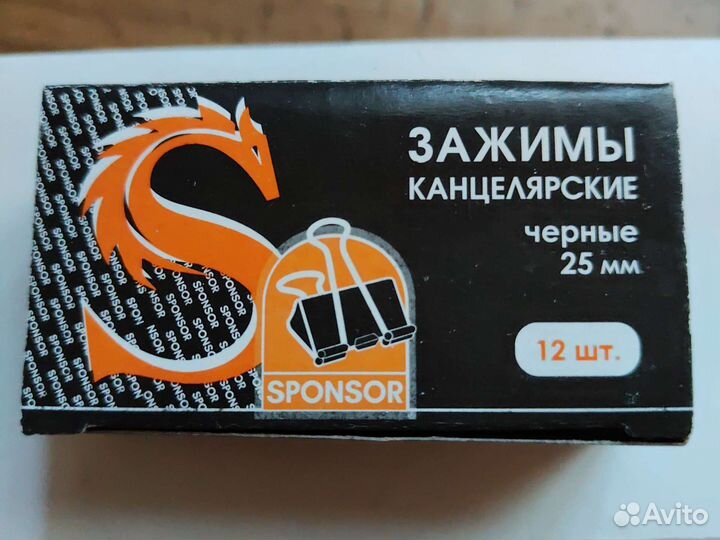 ЗАЖИМЫ
КАНЦЕЛЯРСКИЕ
черные
25 мм
12 шт.
SPONSOR
Avito